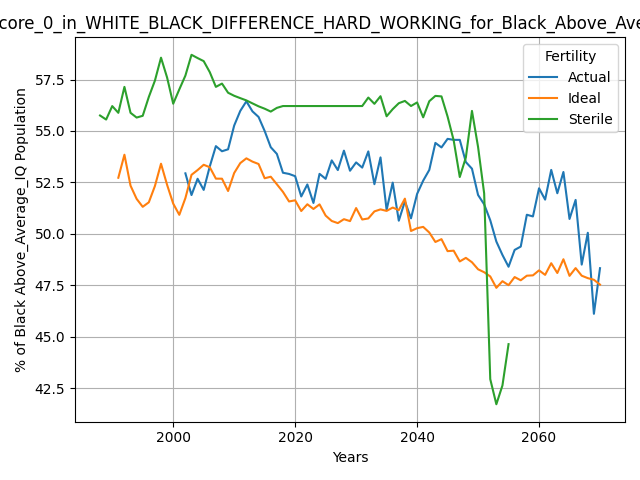 core_0_in_WHITE_BLACK_DIFFERENCE_HARD_WORKING_for_Black_Above_Ave
Fertility
Actual
Ideal
Sterile
57.5
55.0
52.5
50.0
47.5
45.0
42.5
% of Black Above_Average_IQ Population
2000
2020
2040
2060
Years